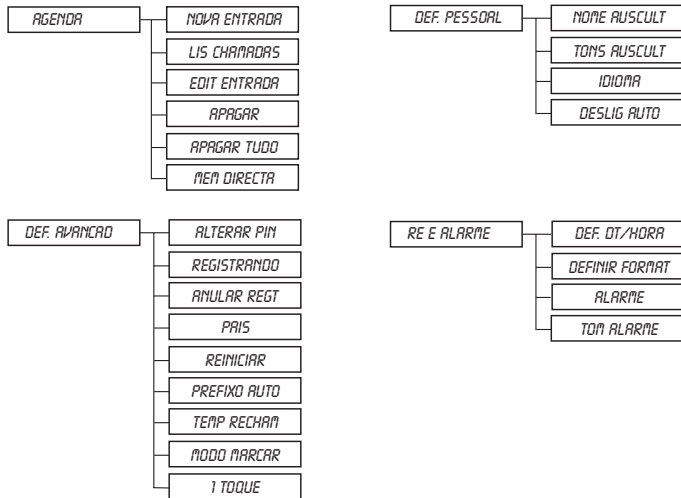 AGENDA
NOVA ENTRADA
LIS CHAMADAS
EDIT ENTRADA
APAGAR
APAGAR TUDO
MEM DIRECTA
DEF. PESSOAL
NOME AUSCULT
TONS AUSCULT
IDIOMA
DESLIG AUTO
DEF. AVANCAD
ALTERAR PIN
REGISTRANDO
ANULAR REGT
PAIS
REINICIAR
PREFIXO AUTO
TEMP RECHAM
MODO MARCAR
1 TOQUE
RE E ALARME
DEF. DT/HORA
DEFINIR FORMAT
ALARME
TOM ALARME